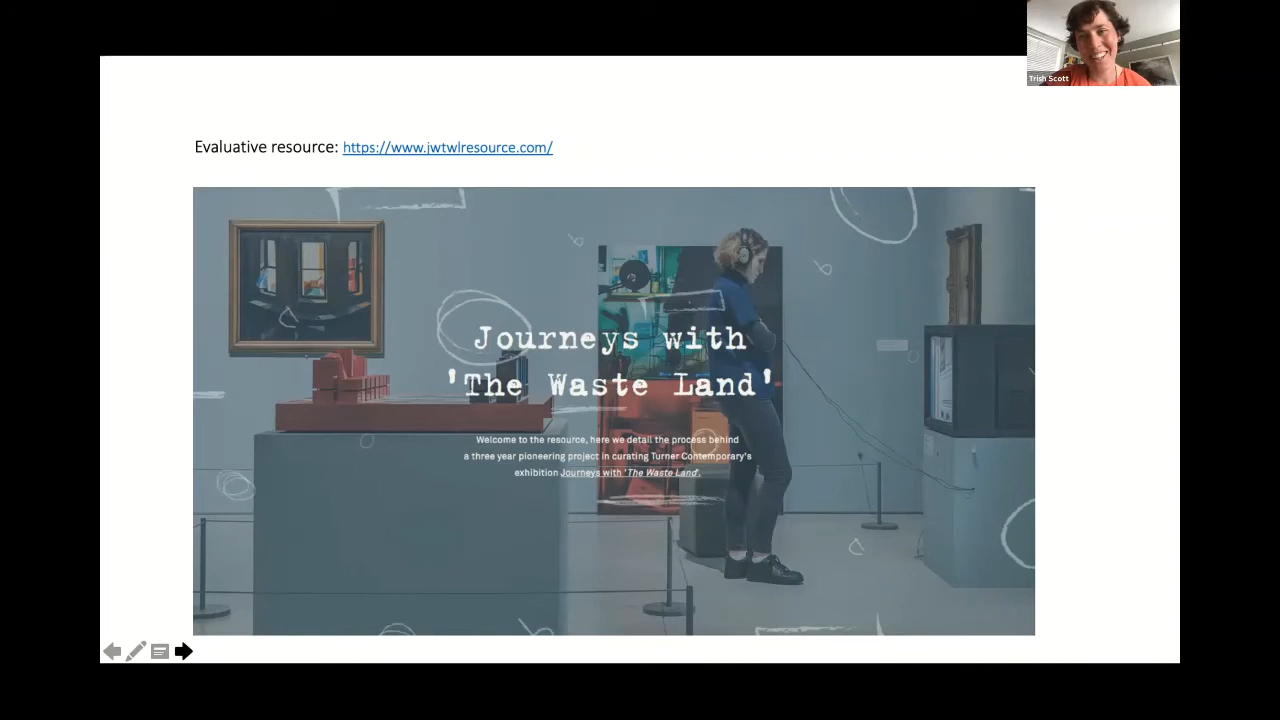 Trish Scott
Evaluative resource: https://www.jwtwlresource.com/
Journeys with
'The Waste Land'
Welcome to the resource, here we detail the process behind
a three year pioneering project in curating Turner Contemporary's
exhibition Journeys with 'The Waste Land'.